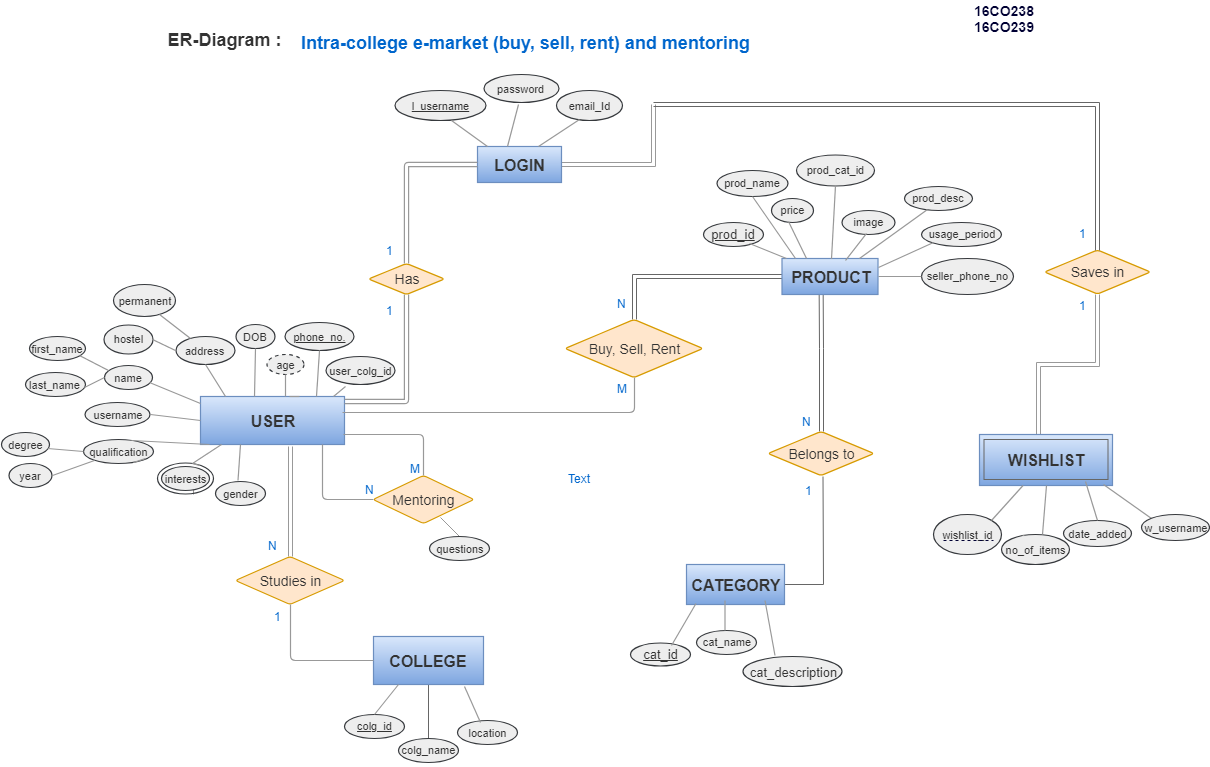 16CO238
16CO239
ER-Diagram :
Intra-college e-market (buy, sell, rent) and mentoring
password
l_username
email_Id
LOGIN
prod_cat_id
prod_name
prod_desc
price
image
prod_id
usage_period
seller_phone_no
PRODUCT
1
Has
1
1
Saves in
1
permanent
hostel
address
DOB
phone_no.
first_name
age
user_colg_id
last_name
name
username
USER
degree
qualification
year
interests
gender
N
Buy, Sell, Rent
M
M
N
Mentoring
questions
Text
N
Belongs to
1
WISHLIST
wishlist_id
no_of_items
date_added
w_username
N
Studies in
1
CATEGORY
cat_id
cat_name
cat_description
COLLEGE
colg_id
colg_name
location